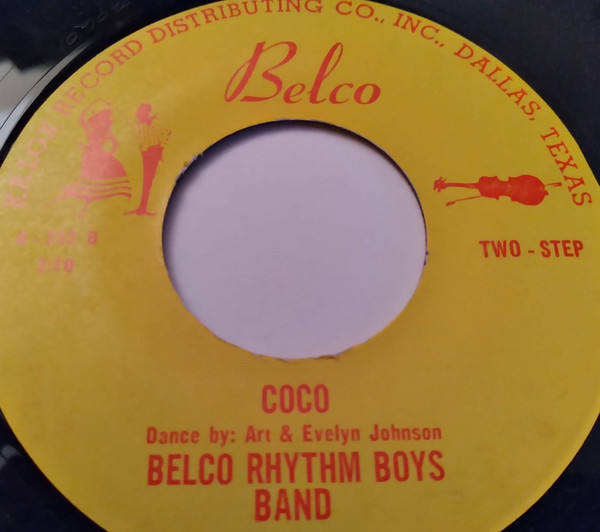 KALOX RECORD DISTRIBUTING CO., INC., DALLAS, TEXAS
Belco
TWO - STEP
COCO
Dance by: Art & Evelyn Johnson
BELCO RHYTHM BOYS
BAND